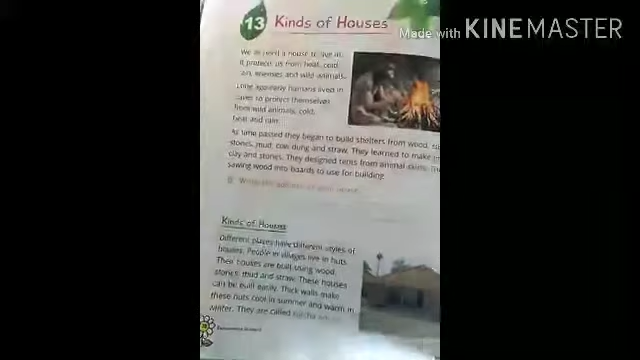 Made with KINEMASTER
13 Kinds of Houses
We all need a house to live in.
It protects us from heat, cold,
rain, enemies and wild animals.
Long ago early humans lived in
caves to protect themselves
from wild animals, cold,
heat and rain.
As time passed they began to build shelters from wood,
stones, mud, cow dung and straw. They learned to make
clay and stones. They designed tents from animal skins.
sawing wood into boards to use for building.
Write the address of your house.
Kinds of Houses
Different places have different styles of
houses. People in villages live in huts.
Their houses are built using wood,
stones, mud and straw. These houses
can be built easily. Thick walls make
these huts cool in summer and warm in
winter. They are called